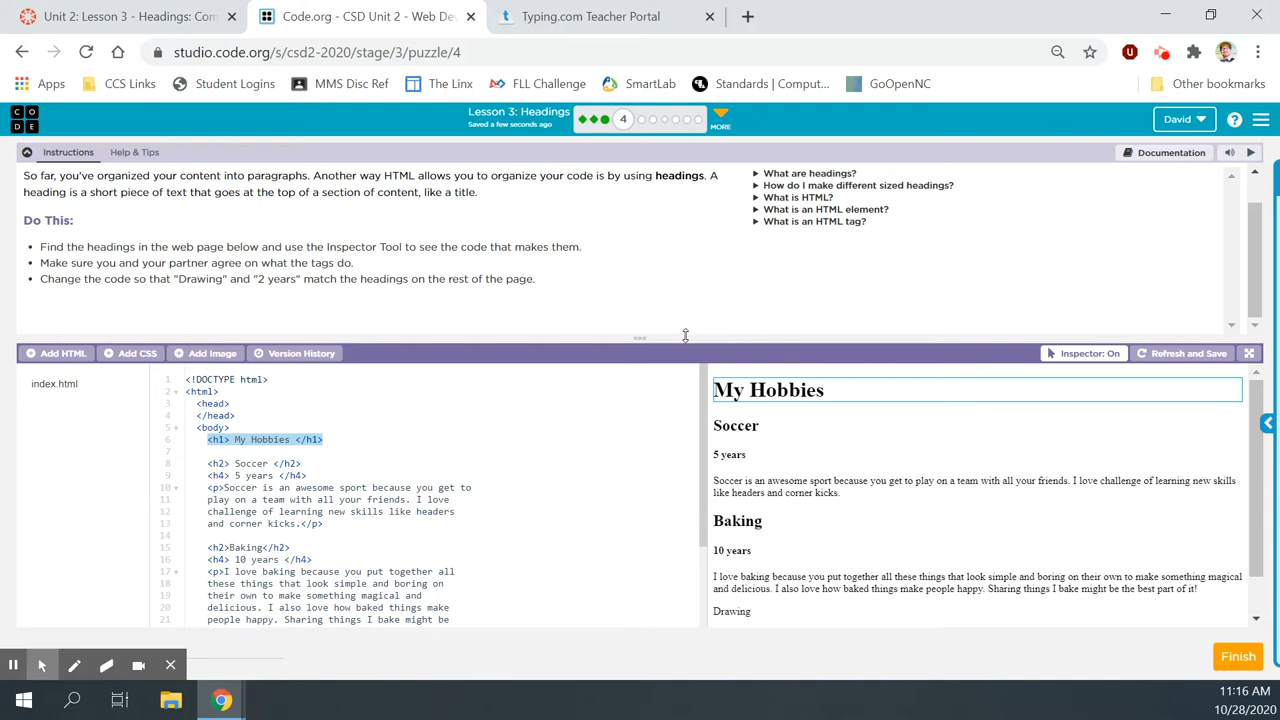 Unit 2: Lesson 3 - Headings: Com
Code.org - CSD Unit 2 - Web De
Typing.com Teacher Portal
studio.code.org/s/csd2-2020/stage/3/puzzle/4
Apps CCS Links Student Logins MMS Disc Ref The Linx FLL Challenge SmartLab Standards | Comput... GoOpenNC Other bookmarks
CODE
Lesson 3: Headings
Saved a few seconds ago
4
MORE
David
Instructions Help & Tips Documentation
So far, you've organized your content into paragraphs. Another way HTML allows you to organize your code is by using headings. A
heading is a short piece of text that goes at the top of a section of content, like a title.
Do This:
• Find the headings in the web page below and use the Inspector Tool to see the code that makes them.
• Make sure you and your partner agree on what the tags do.
• Change the code so that "Drawing" and "2 years" match the headings on the rest of the page.
What are headings?
How do I make different sized headings?
What is HTML?
What is an HTML element?
What is an HTML tag?
Add HTML Add CSS Add Image Version History Inspector: On Refresh and Save
index.html
1 <!DOCTYPE html>
2 <html>
3 <head>
4 </head>
5 <body>
6 <h1> My Hobbies </h1>
7
8 <h2> Soccer </h2>
9 <h4> 5 years </h4>
10 <p>Soccer is an awesome sport because you get to
11 play on a team with all your friends. I love
12 challenge of learning new skills like headers
13 and corner kicks.</p>
14
15 <h2>Baking</h2>
16 <h4> 10 years </h4>
17 <p>I love baking because you put together all
18 these things that look simple and boring on
19 their own to make something magical and
20 delicious. I also love how baked things make
21 people happy. Sharing things I bake might be
My Hobbies
Soccer
5 years
Soccer is an awesome sport because you get to play on a team with all your friends. I love challenge of learning new skills
like headers and corner kicks.
Baking
10 years
I love baking because you put together all these things that look simple and boring on their own to make something magical
and delicious. I also love how baked things make people happy. Sharing things I bake might be the best part of it!
Drawing
Finish
11:16 AM
10/28/2020